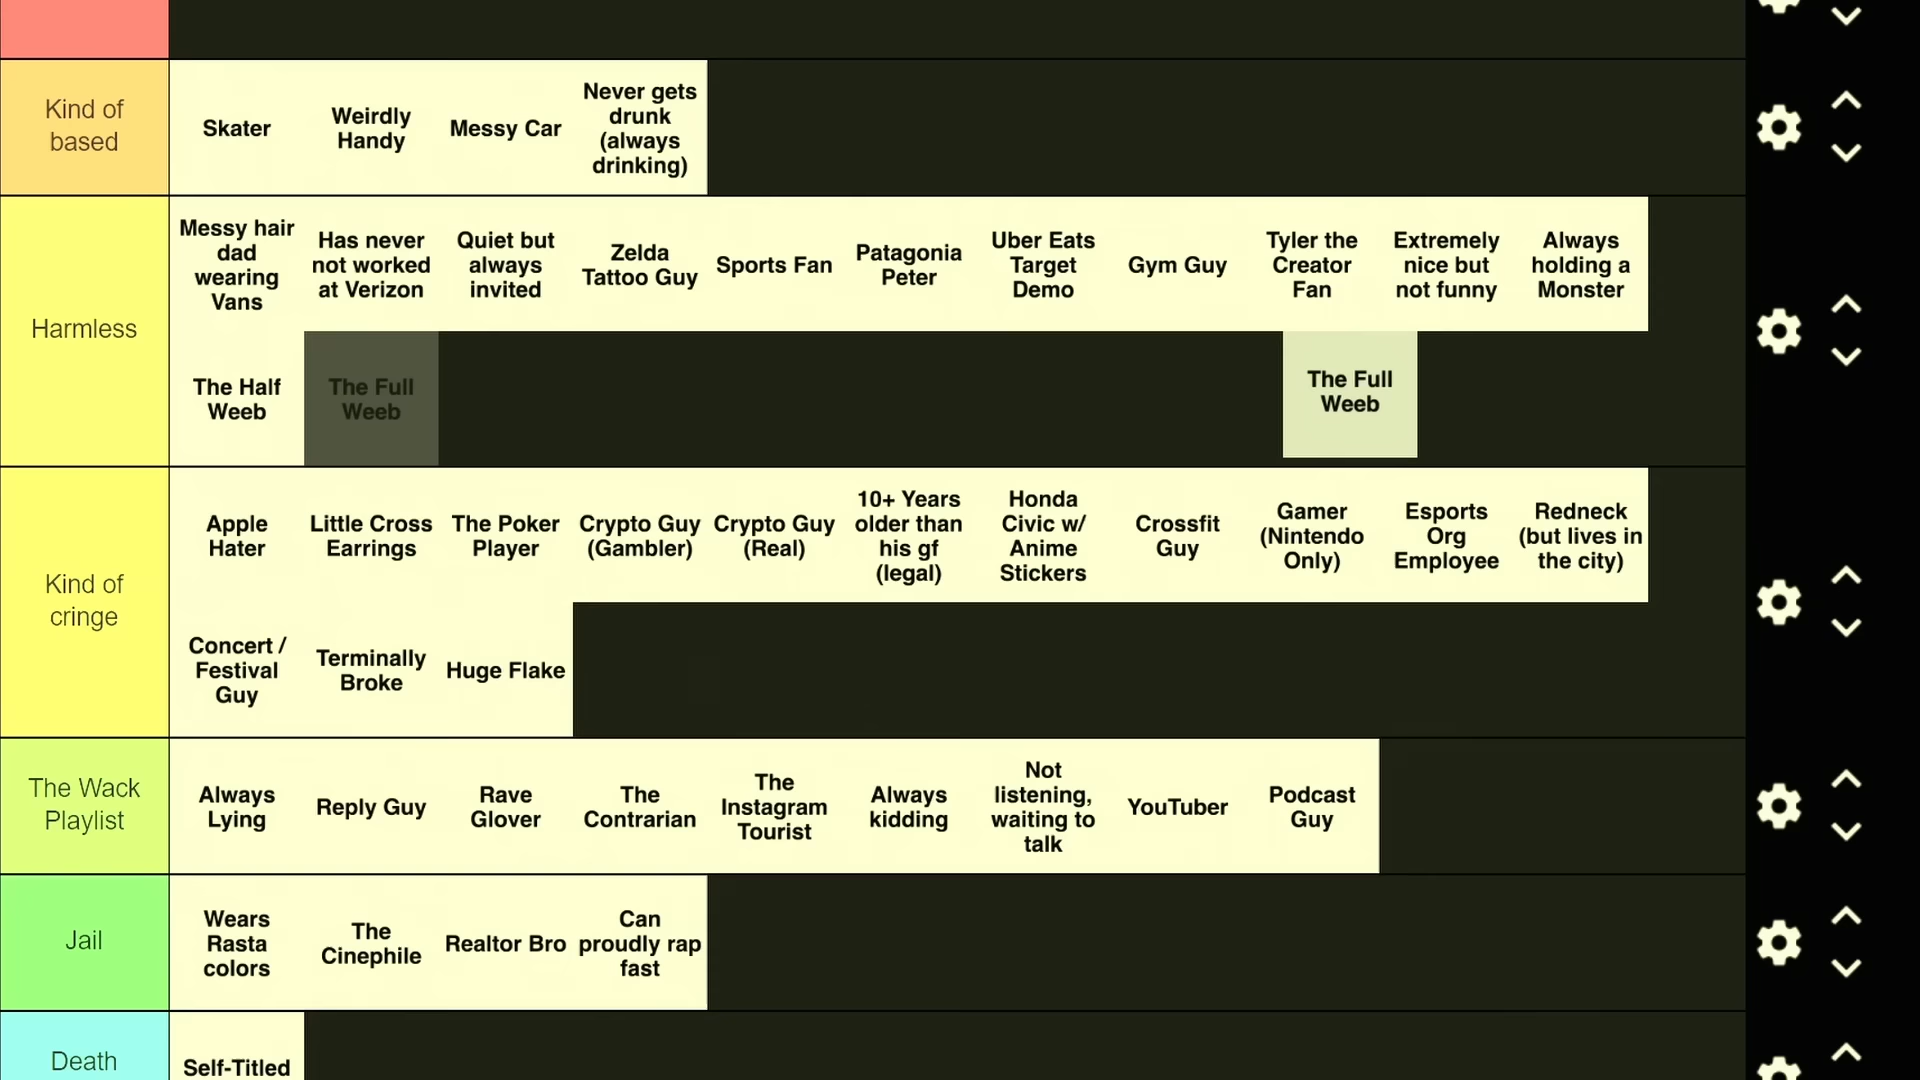 Kind of
based
Skater
Weirdly
Handy
Messy Car
Never gets
drunk
(always
drinking)
Harmless
Messy hair
dad
wearing
Vans
Has never
not worked
at Verizon
Quiet but
always
invited
Zelda
Tattoo Guy
Sports Fan
Patagonia
Peter
Uber Eats
Target
Demo
Gym Guy
Tyler the
Creator
Fan
Extremely
nice but
not funny
Always
holding a
Monster
The Half
Weeb
The Full
Weeb
The Full
Weeb
Kind of
cringe
Apple
Hater
Little Cross
Earrings
The Poker
Player
Crypto Guy
(Gambler)
Crypto Guy
(Real)
10+ Years
older than
his gf
(legal)
Honda
Civic w/
Anime
Stickers
Crossfit
Guy
Gamer
(Nintendo
Only)
Esports
Org
Employee
Redneck
(but lives in
the city)
Concert /
Festival
Guy
Terminally
Broke
Huge Flake
The Wack
Playlist
Always
Lying
Reply Guy
Rave
Glover
The
Contrarian
The
Instagram
Tourist
Always
kidding
Not
listening,
waiting to
talk
YouTuber
Podcast
Guy
Jail
Wears
Rasta
colors
The
Cinephile
Realtor Bro
Can
proudly rap
fast
Death
Self-Titled